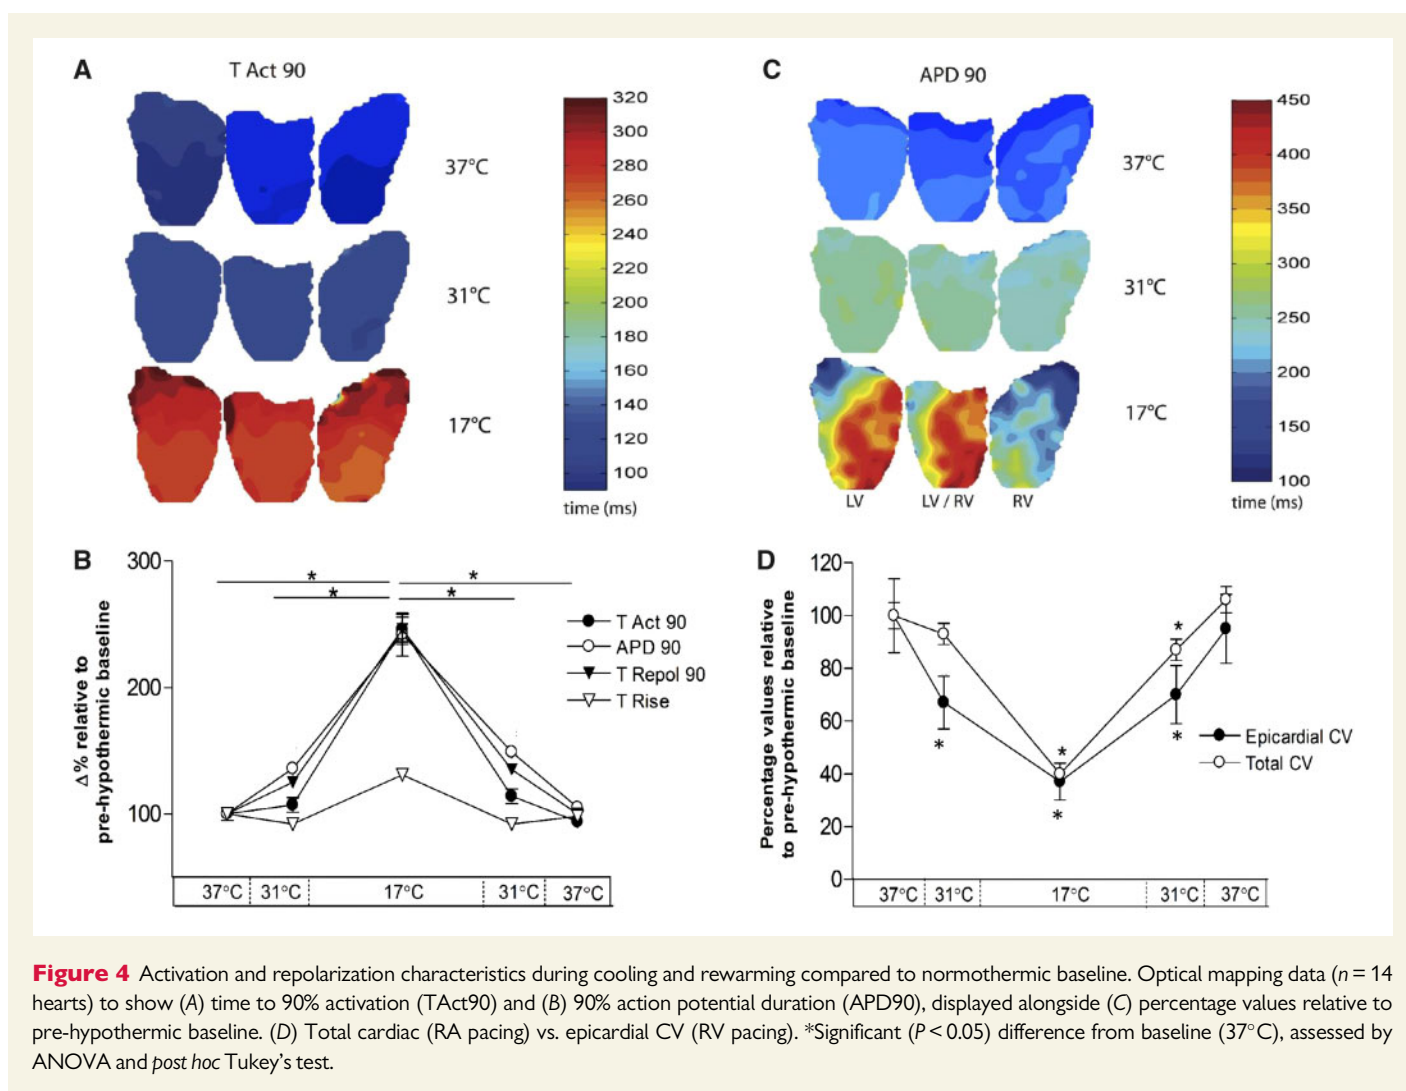 A
T Act 90
37°C
31°C
17°C
320
300
280
260
240
220
200
180
160
140
120
100
time (ms)
C
APD 90
37°C
31°C
17°C
LV
LV / RV
RV
450
400
350
300
250
200
150
100
time (ms)
B
Δ% relative to
pre-hypothermic baseline
300
200
100
*
*
*
*
T Act 90
APD 90
T Repol 90
T Rise
37°C 31°C 17°C 31°C 37°C
D
Percentage values relative
to pre-hypothermic baseline
120
100
80
60
40
20
0
*
*
*
*
*
Epicardial CV
Total CV
37°C 31°C 17°C 31°C 37°C
Figure 4 Activation and repolarization characteristics during cooling and rewarming compared to normothermic baseline. Optical mapping data (n = 14
hearts) to show (A) time to 90% activation (TAct90) and (B) 90% action potential duration (APD90), displayed alongside (C) percentage values relative to
pre-hypothermic baseline. (D) Total cardiac (RA pacing) vs. epicardial CV (RV pacing). *Significant (P < 0.05) difference from baseline (37°C), assessed by
ANOVA and post hoc Tukey's test.